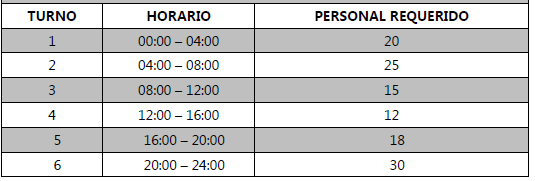 TURNO HORARIO PERSONAL REQUERIDO
1 00:00 – 04:00 20
2 04:00 – 08:00 25
3 08:00 – 12:00 15
4 12:00 – 16:00 12
5 16:00 – 20:00 18
6 20:00 – 24:00 30